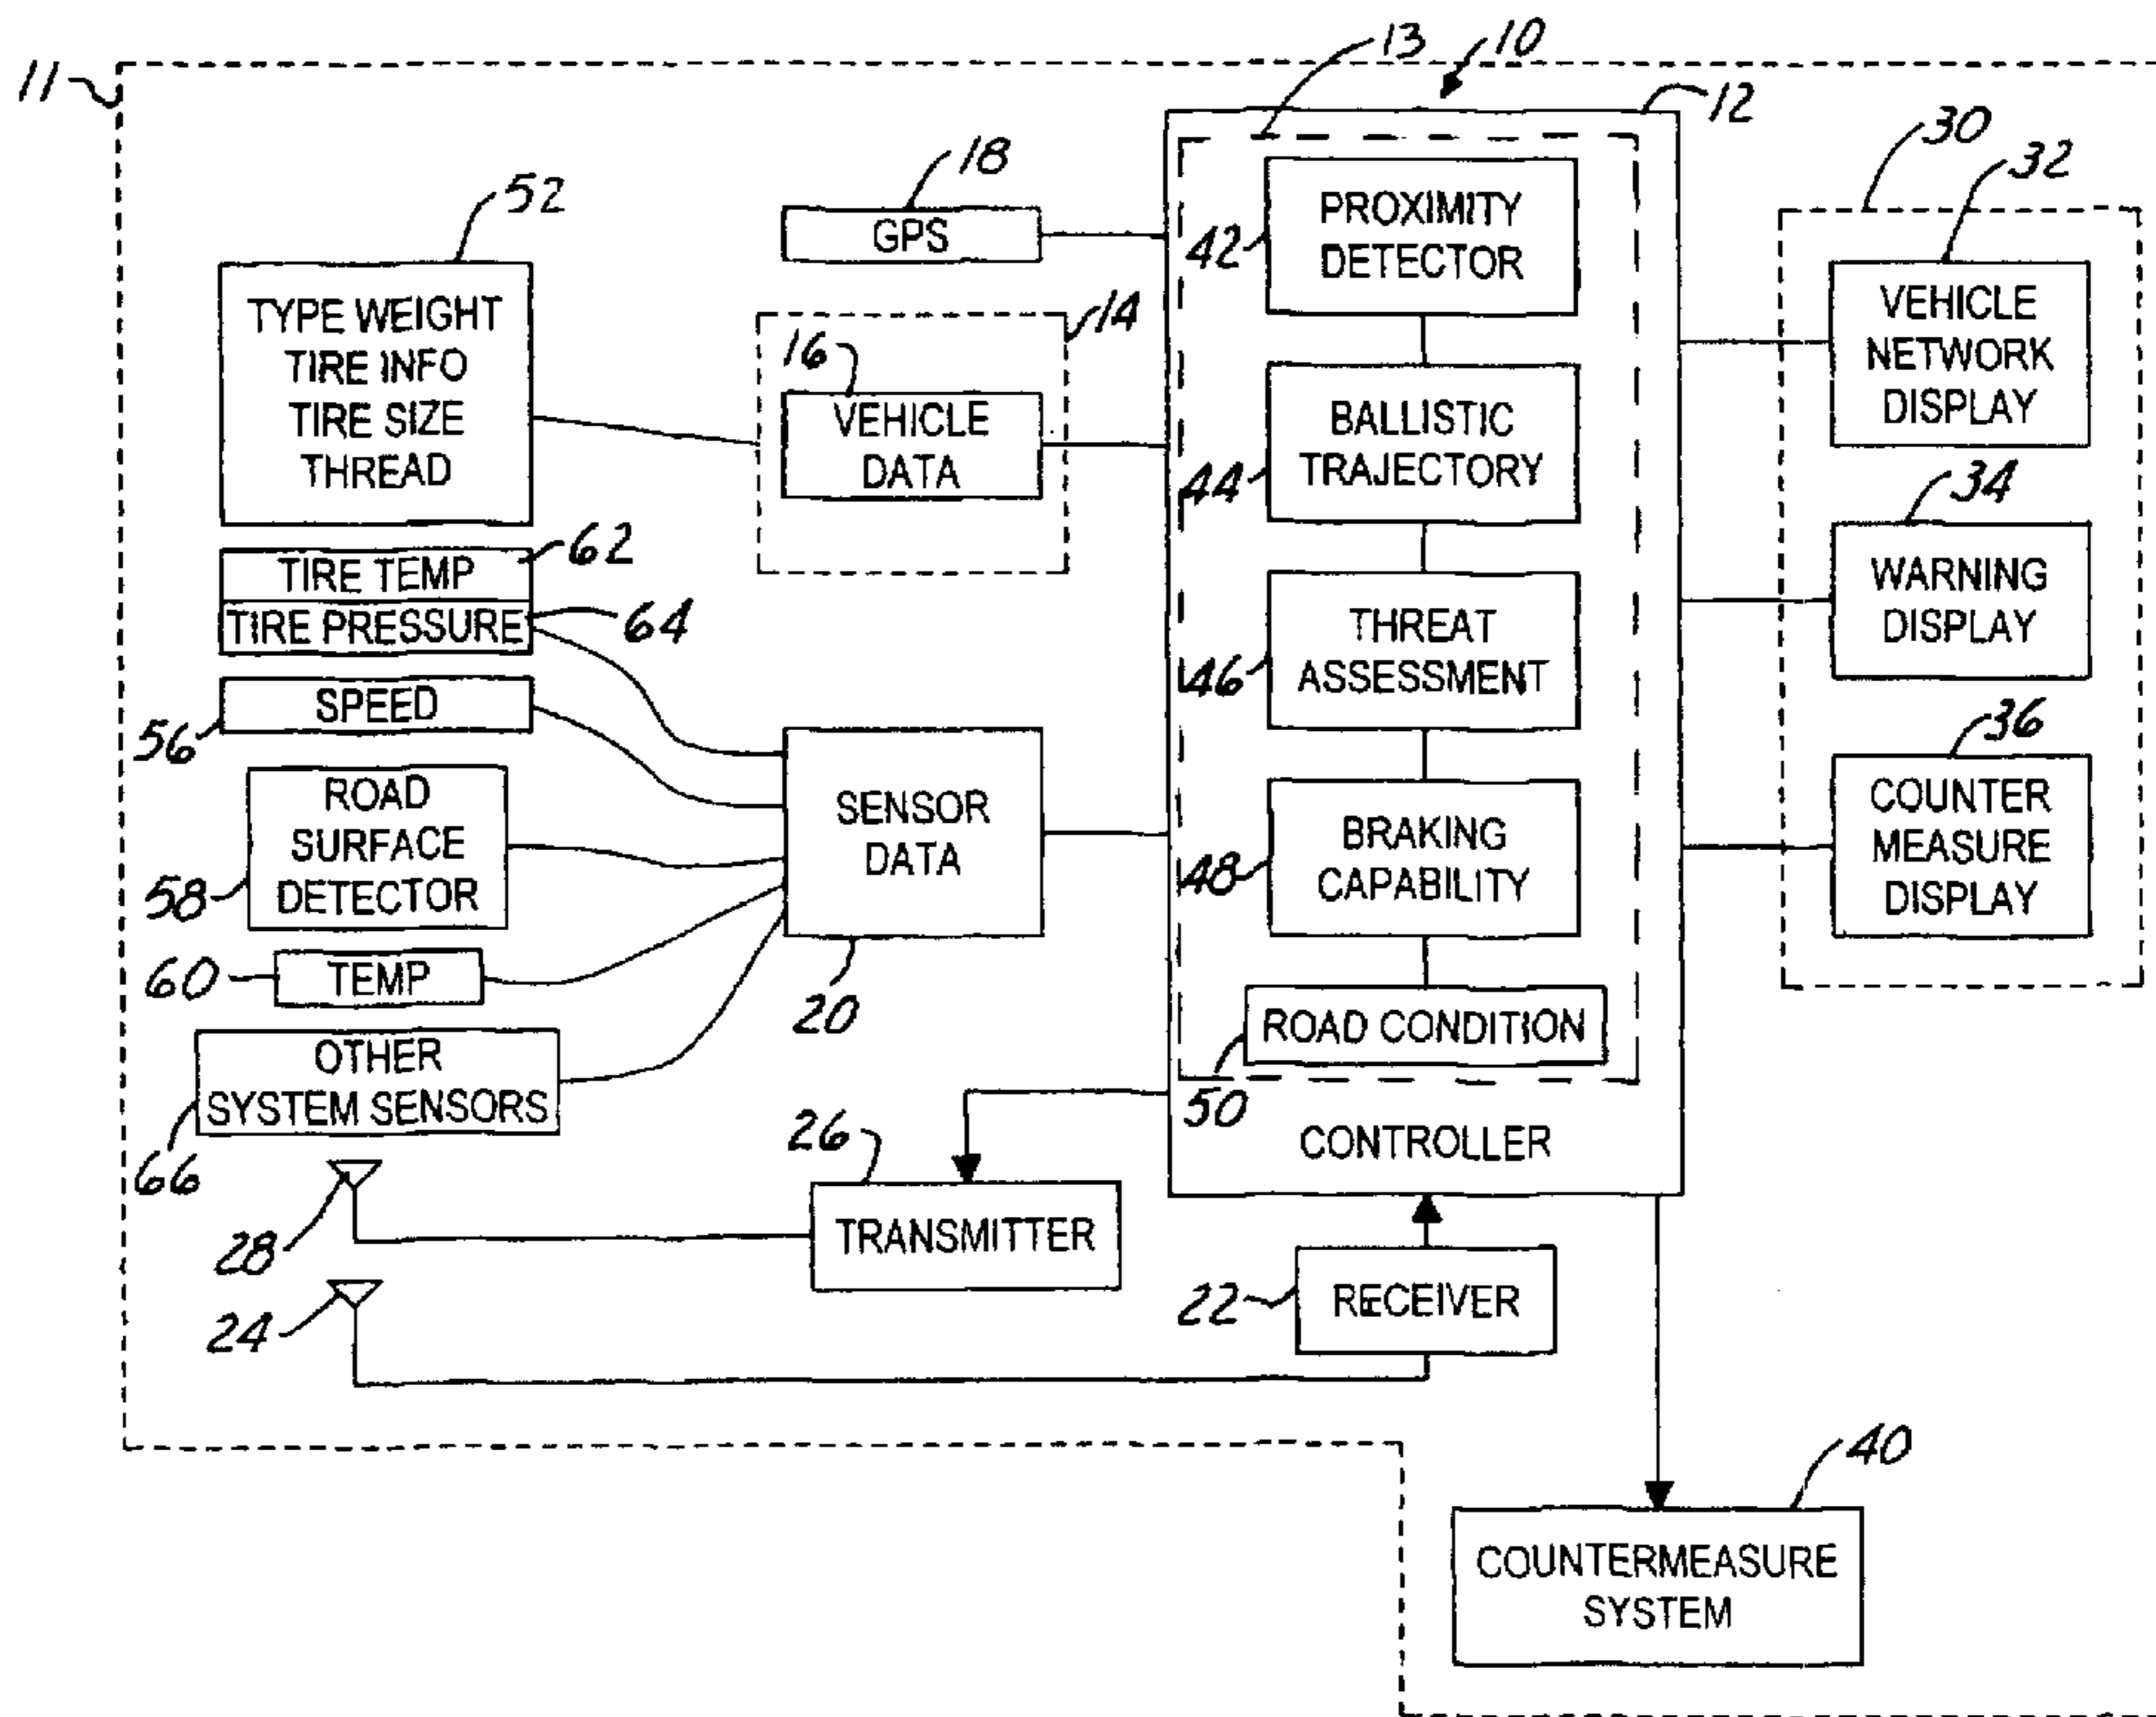 11
13
10
12
30
32
18
GPS
52
TYPE WEIGHT
TIRE INFO
TIRE SIZE
THREAD
14
16
VEHICLE
DATA
62
TIRE TEMP
TIRE PRESSURE
64
SPEED
56
ROAD
SURFACE
DETECTOR
58
TEMP
60
OTHER
SYSTEM SENSORS
66
SENSOR
DATA
20
28
24
26
TRANSMITTER
42
PROXIMITY
DETECTOR
44
BALLISTIC
TRAJECTORY
46
THREAT
ASSESSMENT
48
BRAKING
CAPABILITY
ROAD CONDITION
50
CONTROLLER
22
RECEIVER
VEHICLE
NETWORK
DISPLAY
34
WARNING
DISPLAY
36
COUNTER
MEASURE
DISPLAY
40
COUNTERMEASURE
SYSTEM